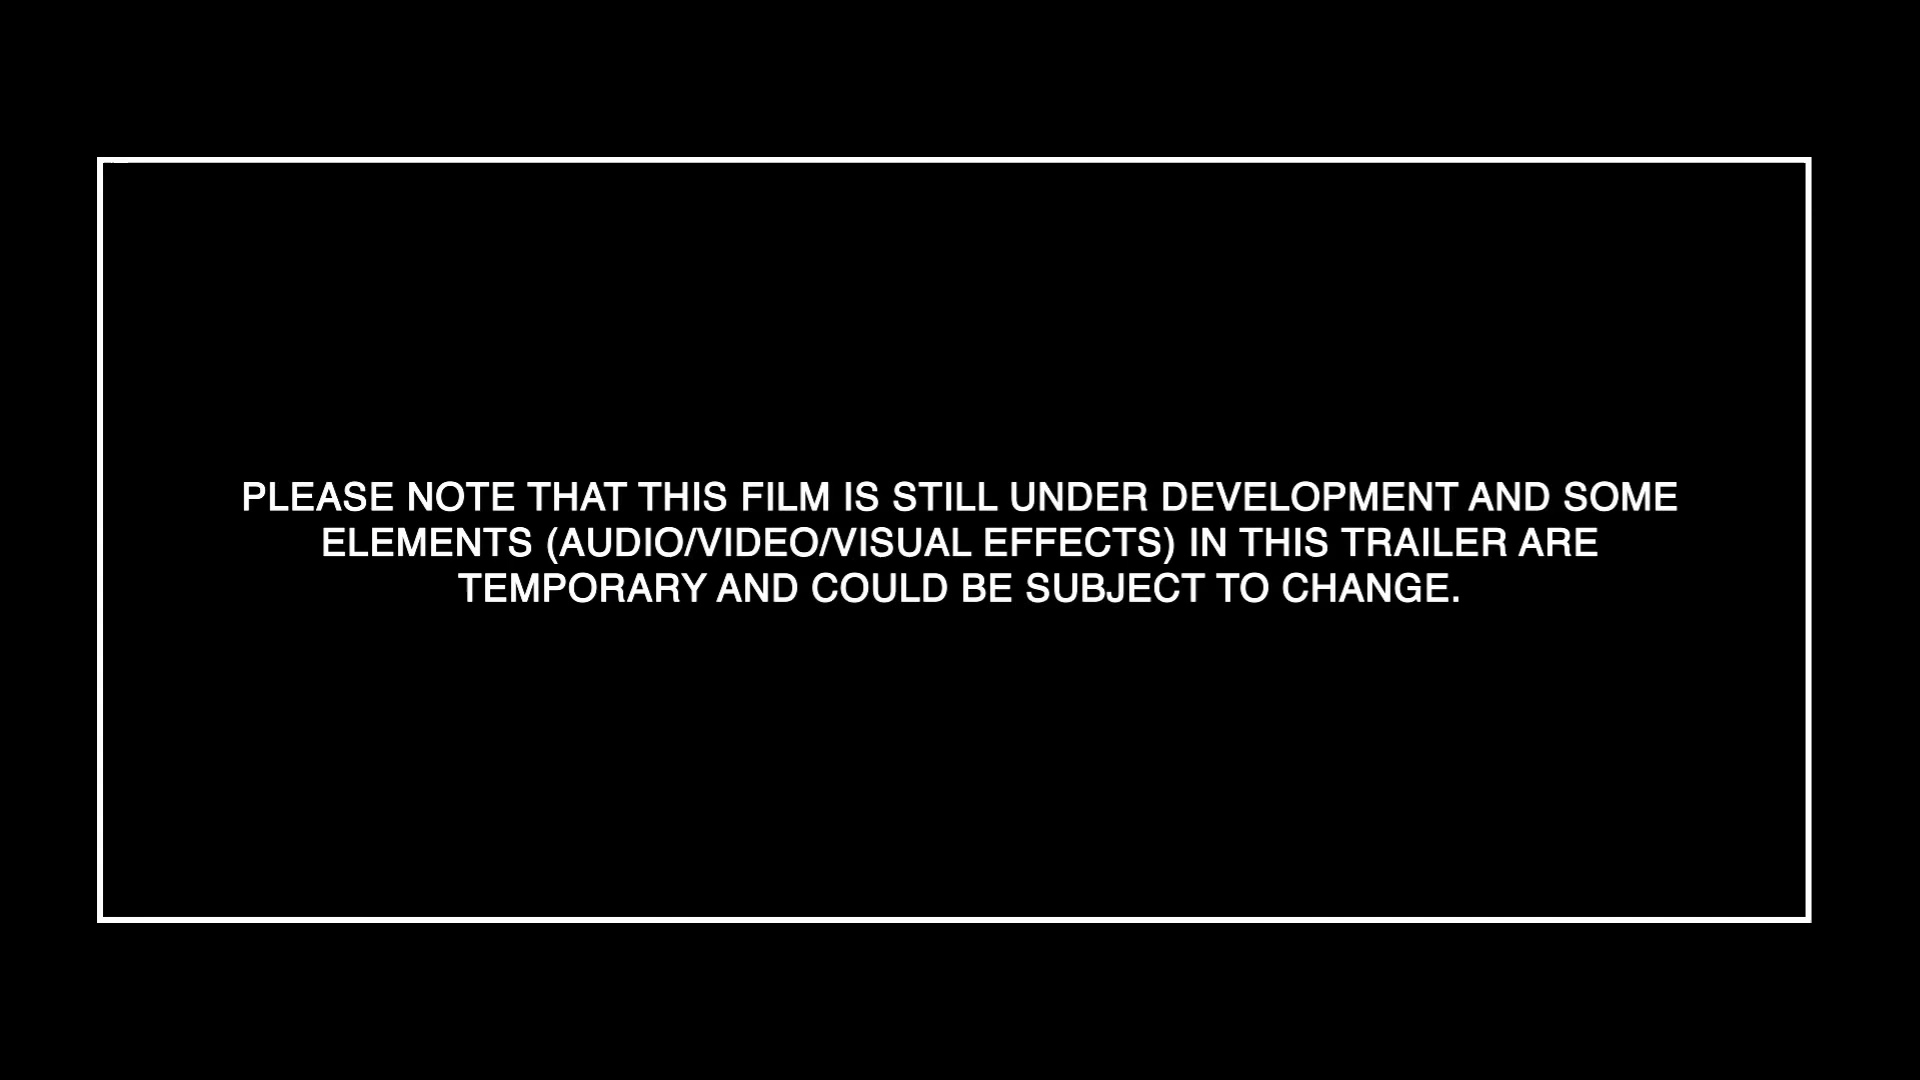 PLEASE NOTE THAT THIS FILM IS STILL UNDER DEVELOPMENT AND SOME
ELEMENTS (AUDIO/VIDEO/VISUAL EFFECTS) IN THIS TRAILER ARE
TEMPORARY AND COULD BE SUBJECT TO CHANGE.